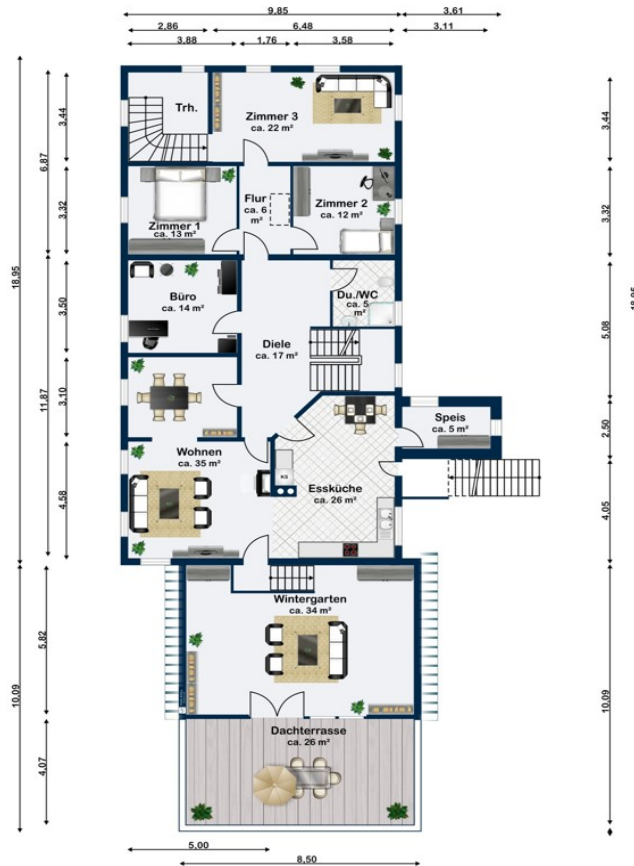 9.85
3.61
2.86
6.48
3.11
3.88
1.76
3.58
Trh.
Zimmer 3
ca. 22 m²
3.44
3.44
6.87
Zimmer 1
ca. 13 m²
Flur
ca. 6
m²
Zimmer 2
ca. 12 m²
3.32
3.32
18.95
18.95
Büro
ca. 14 m²
Du./WC
ca. 5
m²
3.50
5.08
Diele
ca. 17 m²
11.87
3.10
Speis
ca. 5 m²
2.50
Wohnen
ca. 35 m²
KS
Essküche
ca. 26 m²
4.58
4.05
Wintergarten
ca. 34 m²
5.82
10.09
10.09
Dachterrasse
ca. 26 m²
4.07
5.00
8.50